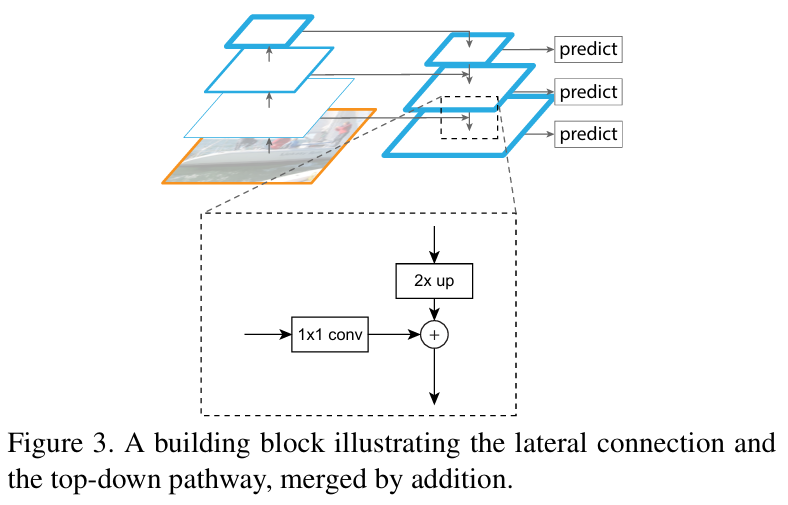 predict
predict
predict
2x up
1x1 conv
+
Figure 3. A building block illustrating the lateral connection and
the top-down pathway, merged by addition.